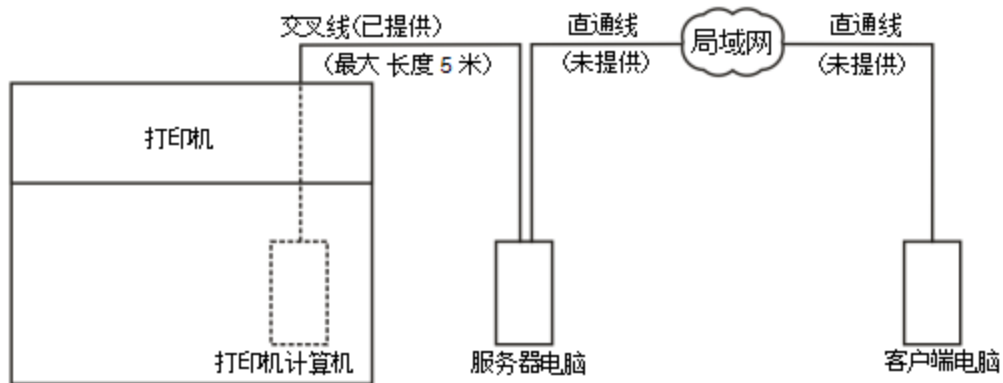 交叉线(已提供)
(最大 长度 5 米)
直通线
(未提供)
局域网
直通线
(未提供)
打印机
打印机计算机
服务器电脑
客户端电脑